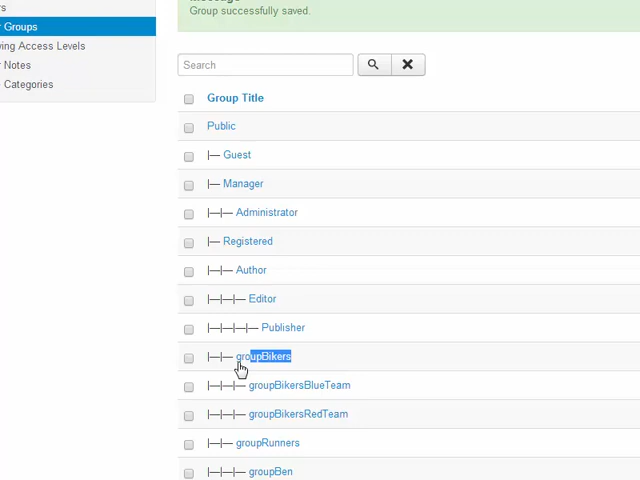 Group successfully saved.
Groups
Access Levels
Notes
Categories
Search
Group Title
Public
|— Guest
|— Manager
|—|— Administrator
|— Registered
|—|— Author
|—|—|— Editor
|—|—|—|— Publisher
|—|— groupBikers
|—|—|— groupBikersBlueTeam
|—|—|— groupBikersRedTeam
|—|— groupRunners
|—|—|— groupBen